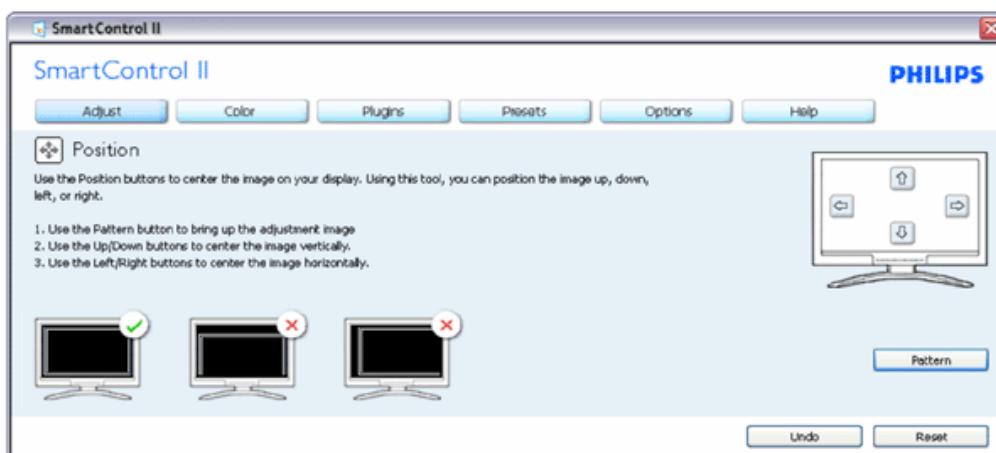 SmartControl II
SmartControl II
PHILIPS
Adjust Color Plugins Presets Options Help
Position
Use the Position buttons to center the image on your display. Using this tool, you can position the image up, down,
left, or right.
1. Use the Pattern button to bring up the adjustment image
2. Use the Up/Down buttons to center the image vertically.
3. Use the Left/Right buttons to center the image horizontally.
Pattern
Undo Reset